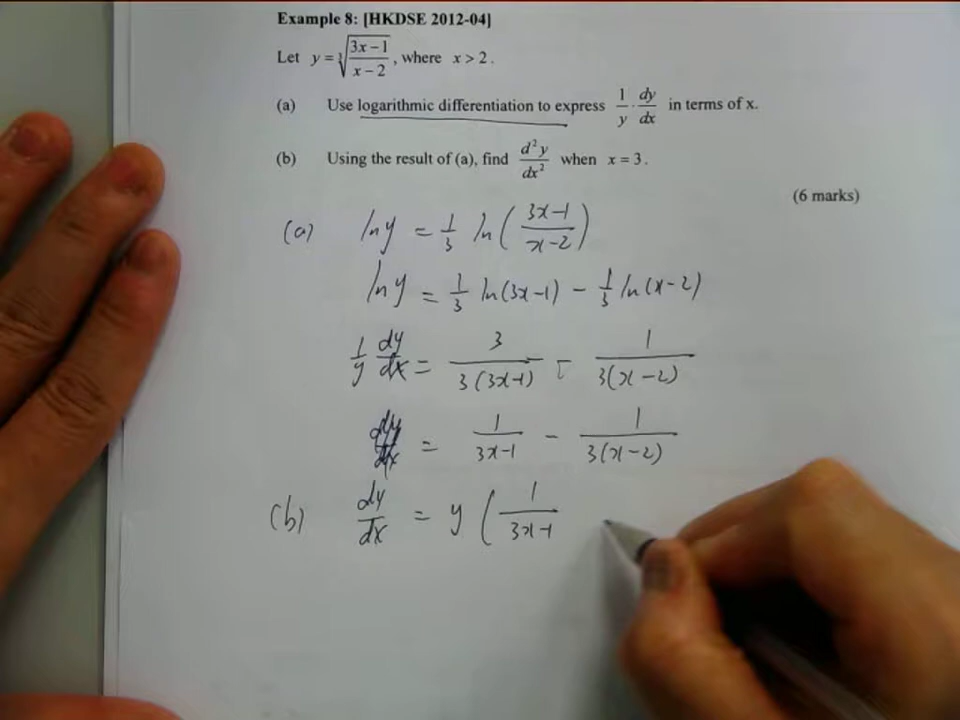 Example 8: [HKDSE 2012-04]
Let y = ∛((3x−1)/(x−2)), where x > 2.
(a) Use logarithmic differentiation to express 1/y · dy/dx in terms of x.
(b) Using the result of (a), find d²y/dx² when x = 3.
(6 marks)
(a) ln y = 1/3 ln((3x−1)/(x−2))
ln y = 1/3 ln(3x−1) − 1/3 ln(x−2)
1/y dy/dx = 3/(3(3x−1)) − 1/(3(x−2))
= 1/(3x−1) − 1/(3(x−2))
(b) dy/dx = y ( 1/(3x−1)